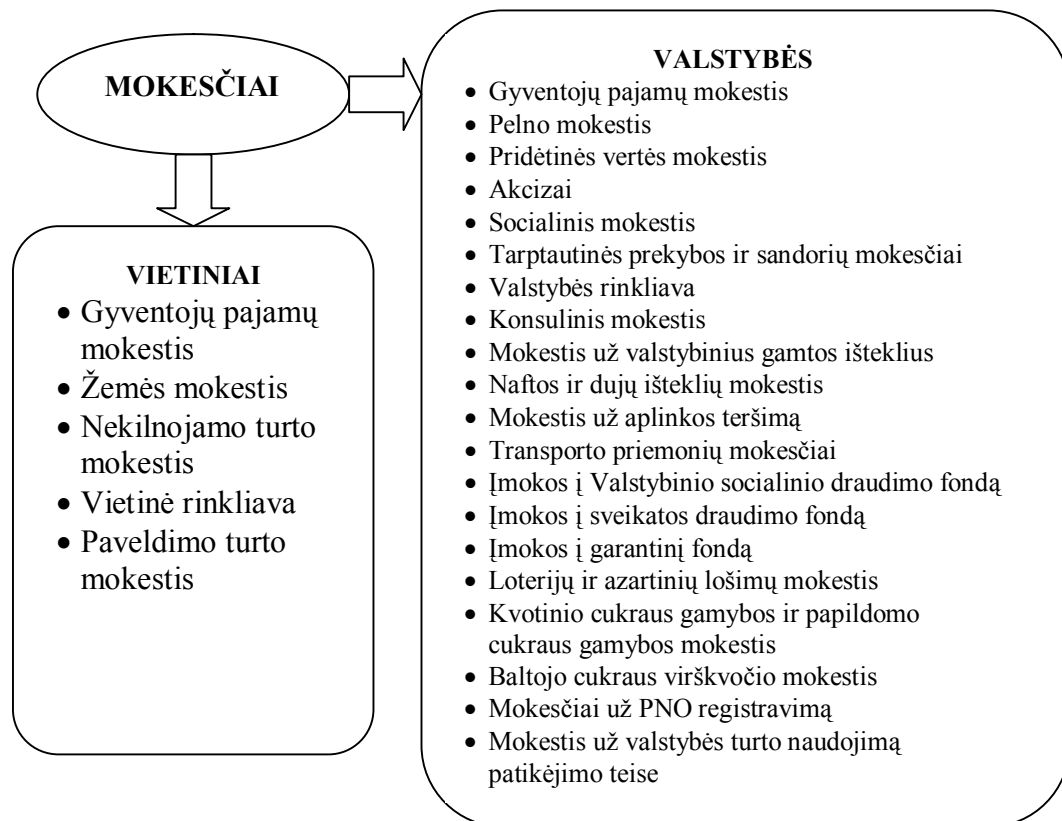 MOKESČIAI
VALSTYBĖS
• Gyventojų pajamų mokestis
• Pelno mokestis
• Pridėtinės vertės mokestis
• Akcizai
• Socialinis mokestis
• Tarptautinės prekybos ir sandorių mokesčiai
• Valstybės rinkliava
• Konsulinis mokestis
• Mokestis už valstybinius gamtos išteklius
• Naftos ir dujų išteklių mokestis
• Mokestis už aplinkos teršimą
• Transporto priemonių mokesčiai
• Įmokos į Valstybinio socialinio draudimo fondą
• Įmokos į sveikatos draudimo fondą
• Įmokos į garantinį fondą
• Loterijų ir azartinių lošimų mokestis
• Kvotinio cukraus gamybos ir papildomo
cukraus gamybos mokestis
• Baltojo cukraus virškvočio mokestis
• Mokesčiai už PNO registravimą
• Mokestis už valstybės turto naudojimą
patikėjimo teise
VIETINIAI
• Gyventojų pajamų
mokestis
• Žemės mokestis
• Nekilnojamo turto
mokestis
• Vietinė rinkliava
• Paveldimo turto
mokestis